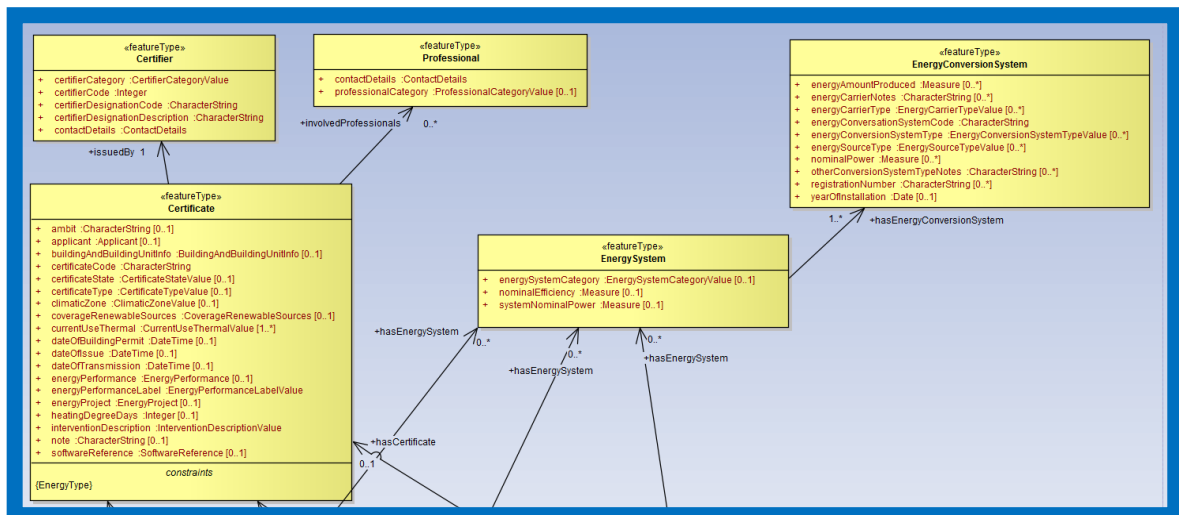 «featureType»
Certifier
+ certifierCategory :CertifierCategoryValue
+ certifierCode :Integer
+ certifierDesignationCode :CharacterString
+ certifierDesignationDescription :CharacterString
+ contactDetails :ContactDetails
«featureType»
Professional
+ contactDetails :ContactDetails
+ professionalCategory :ProfessionalCategoryValue [0..1]
«featureType»
EnergyConversionSystem
+ energyAmountProduced :Measure [0..*]
+ energyCarrierNotes :CharacterString [0..*]
+ energyCarrierType :EnergyCarrierTypeValue [0..*]
+ energyConversationSystemCode :CharacterString
+ energyConversionSystemType :EnergyConversionSystemTypeValue [0..*]
+ energySourceType :EnergySourceTypeValue [0..*]
+ nominalPower :Measure [0..*]
+ otherConversionSystemTypeNotes :CharacterString [0..*]
+ registrationNumber :CharacterString [0..*]
+ yearOfInstallation :Date [0..1]
+involvedProfessionals 0..*
+issuedBy 1
1..* +hasEnergyConversionSystem
«featureType»
Certificate
+ ambit :CharacterString [0..1]
+ applicant :Applicant [0..1]
+ buildingAndBuildingUnitInfo :BuildingAndBuildingUnitInfo [0..1]
+ certificateCode :CharacterString
+ certificateState :CertificateStateValue [0..1]
+ certificateType :CertificateTypeValue [0..1]
+ climaticZone :ClimaticZoneValue [0..1]
+ coverageRenewableSources :CoverageRenewableSources [0..1]
+ currentUseThermal :CurrentUseThermalValue [1..*]
+ dateOfBuildingPermit :DateTime [0..1]
+ dateOfIssue :DateTime [0..1]
+ dateOfTransmission :DateTime [0..1]
+ energyPerformance :EnergyPerformance [0..1]
+ energyPerformanceLabel :EnergyPerformanceLabelValue
+ energyProject :EnergyProject [0..1]
+ heatingDegreeDays :Integer [0..1]
+ interventionDescription :InterventionDescriptionValue
+ note :CharacterString [0..1]
+ softwareReference :SoftwareReference [0..1]
constraints
{EnergyType}
«featureType»
EnergySystem
+ energySystemCategory :EnergySystemCategoryValue [0..1]
+ nominalEfficiency :Measure [0..1]
+ systemNominalPower :Measure [0..1]
+hasEnergySystem
0..*
0..*
+hasEnergySystem
0..*
+hasEnergySystem
+hasCertificate
0..1